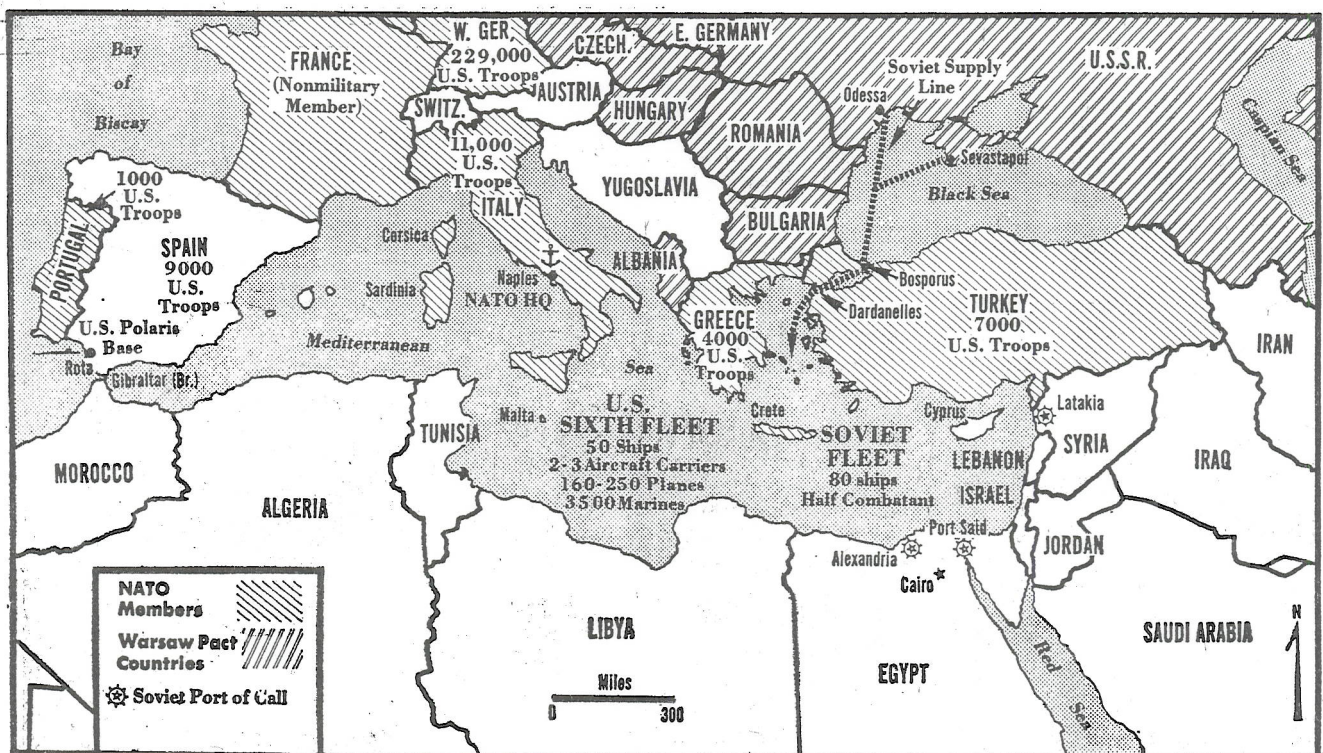 Bay
of
Biscay
FRANCE
(Nonmilitary
Member)
W. GER.
229,000
U.S. Troops
CZECH.
E. GERMANY
U.S.S.R.
Soviet Supply
Line
Odessa
SWITZ.
AUSTRIA
HUNGARY
ROMANIA
Sevastapol
Caspian Sea
11,000
U.S.
Troops
ITALY
YUGOSLAVIA
Black Sea
BULGARIA
1000
U.S.
Troops
PORTUGAL
SPAIN
9000
U.S.
Troops
U.S. Polaris
Base
Rota
Gibraltar (Br.)
Corsica
Sardinia
Naples
NATO HQ
ALBANIA
Bosporus
Dardanelles
GREECE
4000
U.S.
Troops
TURKEY
7000
U.S. Troops
IRAN
Mediterranean
Sea
Malta
U.S.
SIXTH FLEET
50 Ships
2-3 Aircraft Carriers
160-250 Planes
3500 Marines
Crete
SOVIET
FLEET
80 ships
Half Combatant
Cyprus
Latakia
SYRIA
LEBANON
ISRAEL
IRAQ
MOROCCO
ALGERIA
TUNISIA
Port Said
Alexandria
Cairo
JORDAN
LIBYA
EGYPT
SAUDI ARABIA
Red
Sea
N
NATO
Members
Warsaw Pact
Countries
Soviet Port of Call
Miles
0 300